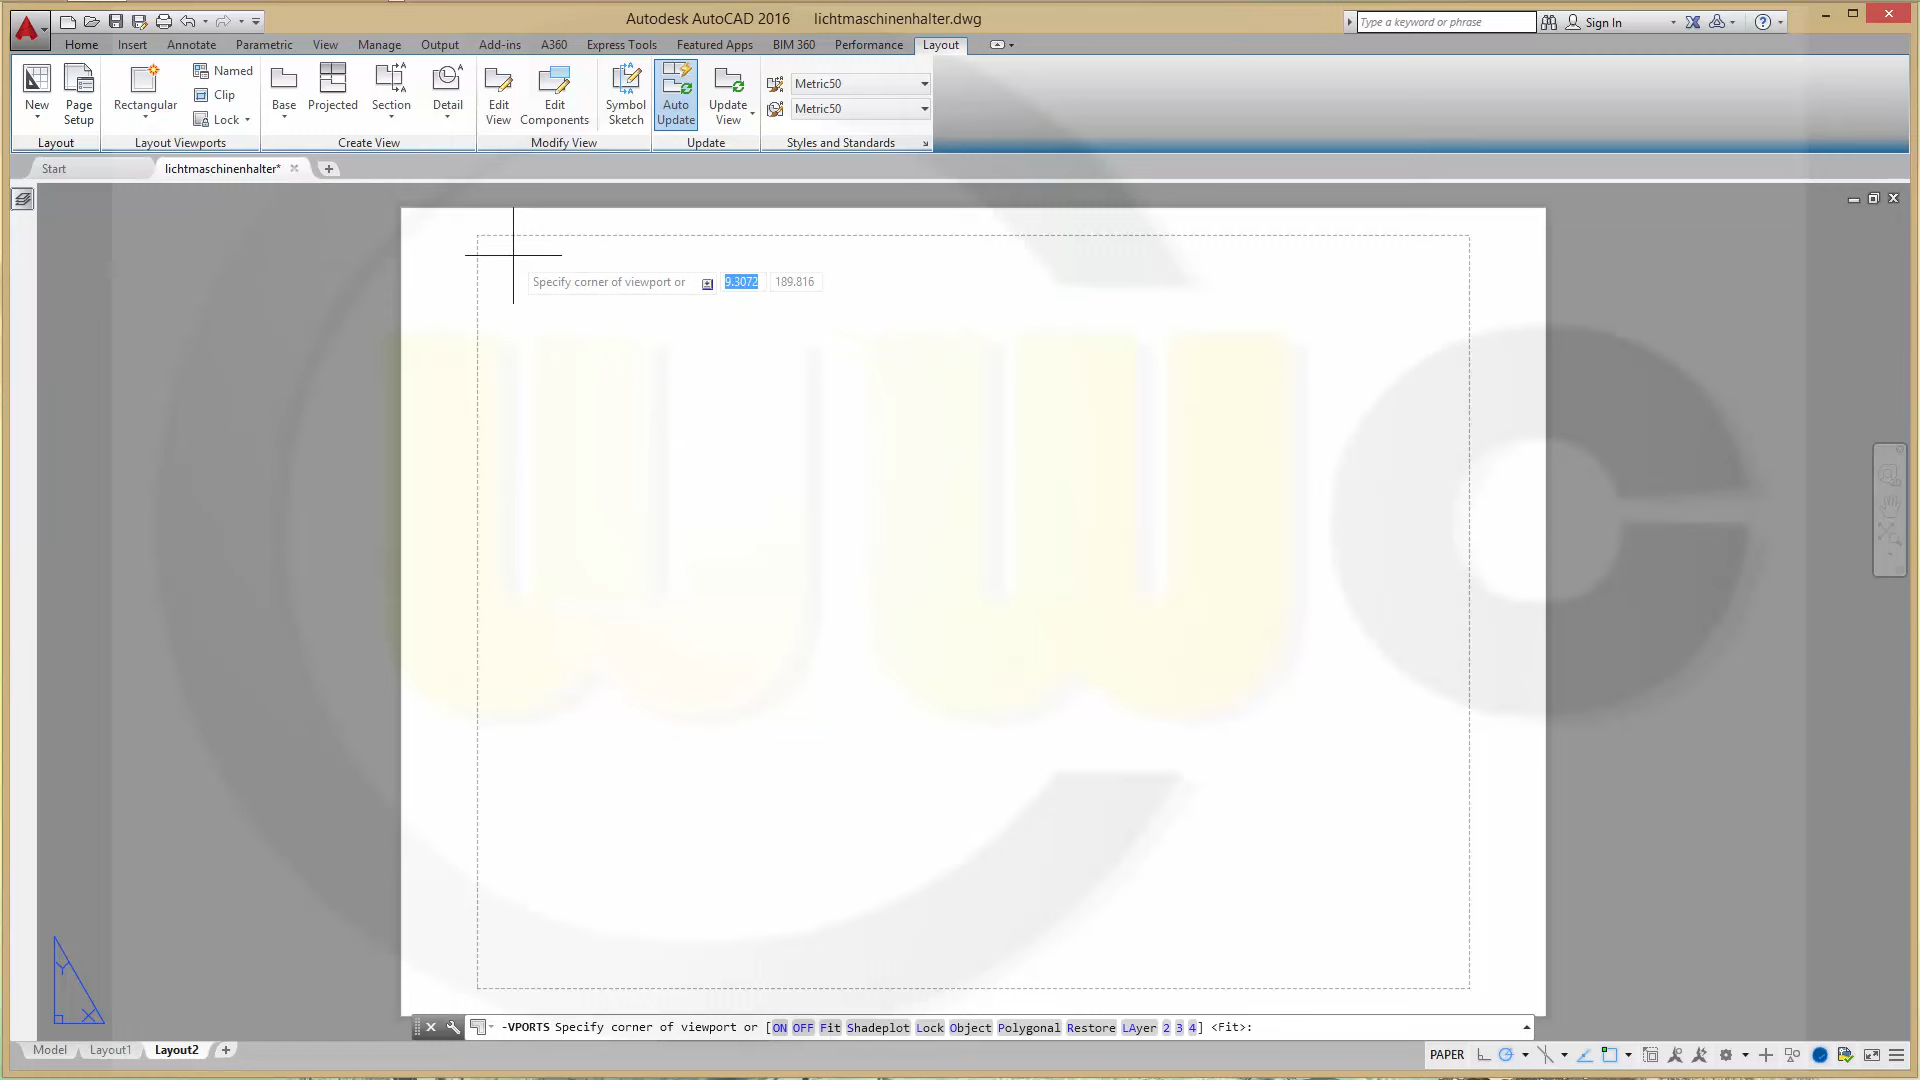 Autodesk AutoCAD 2016 lichtmaschinenhalter.dwg
Type a keyword or phrase
Sign In
Home Insert Annotate Parametric View Manage Output Add-ins A360 Express Tools Featured Apps BIM 360 Performance Layout
New
Page Setup
Rectangular
Named
Clip
Lock
Base
Projected
Section
Detail
Edit View
Edit Components
Symbol Sketch
Auto Update
Update View
Metric50
Metric50
Layout Layout Viewports Create View Modify View Update Styles and Standards
Start lichtmaschinenhalter*
Specify corner of viewport or 9.3072 189.816
wwc
Y
X
-VPORTS Specify corner of viewport or [ON OFF Fit Shadeplot Lock Object Polygonal Restore LAyer 2 3 4] <Fit>:
Model Layout1 Layout2
PAPER